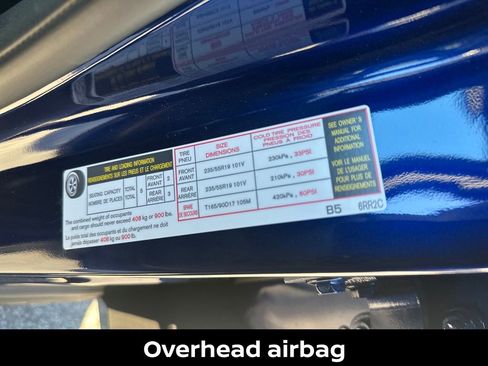 TIRE AND LOADING INFORMATION
RENSEIGNEMENTS SUR LES PNEUS ET LE CHARGEMENT
SEATING CAPACITY
NOMBRE DE PLACES
TOTAL 5
FRONT
AVANT 2
REAR
ARRIÈRE 3
The combined weight of occupants
and cargo should never exceed 408 kg or 900 lbs.
Le poids total des occupants et du chargement ne doit
jamais dépasser 408 kg ou 900 lb.
TIRE
PNEU
SIZE
DIMENSIONS
COLD TIRE PRESSURE
PRESSION DES
PNEUS À FROID
FRONT
AVANT
235/55R19 101V
230kPa, 33PSI
REAR
ARRIÈRE
235/55R19 101V
210kPa, 30PSI
SPARE
DE SECOURS
T165/90D17 105M
420kPa, 60PSI
SEE OWNER'S
MANUAL FOR
ADDITIONAL
INFORMATION
VOIR LE MANUEL
DE L'USAGER
POUR PLUS DE
RENSEIGNEMENTS
B5 6RR2C
Overhead airbag